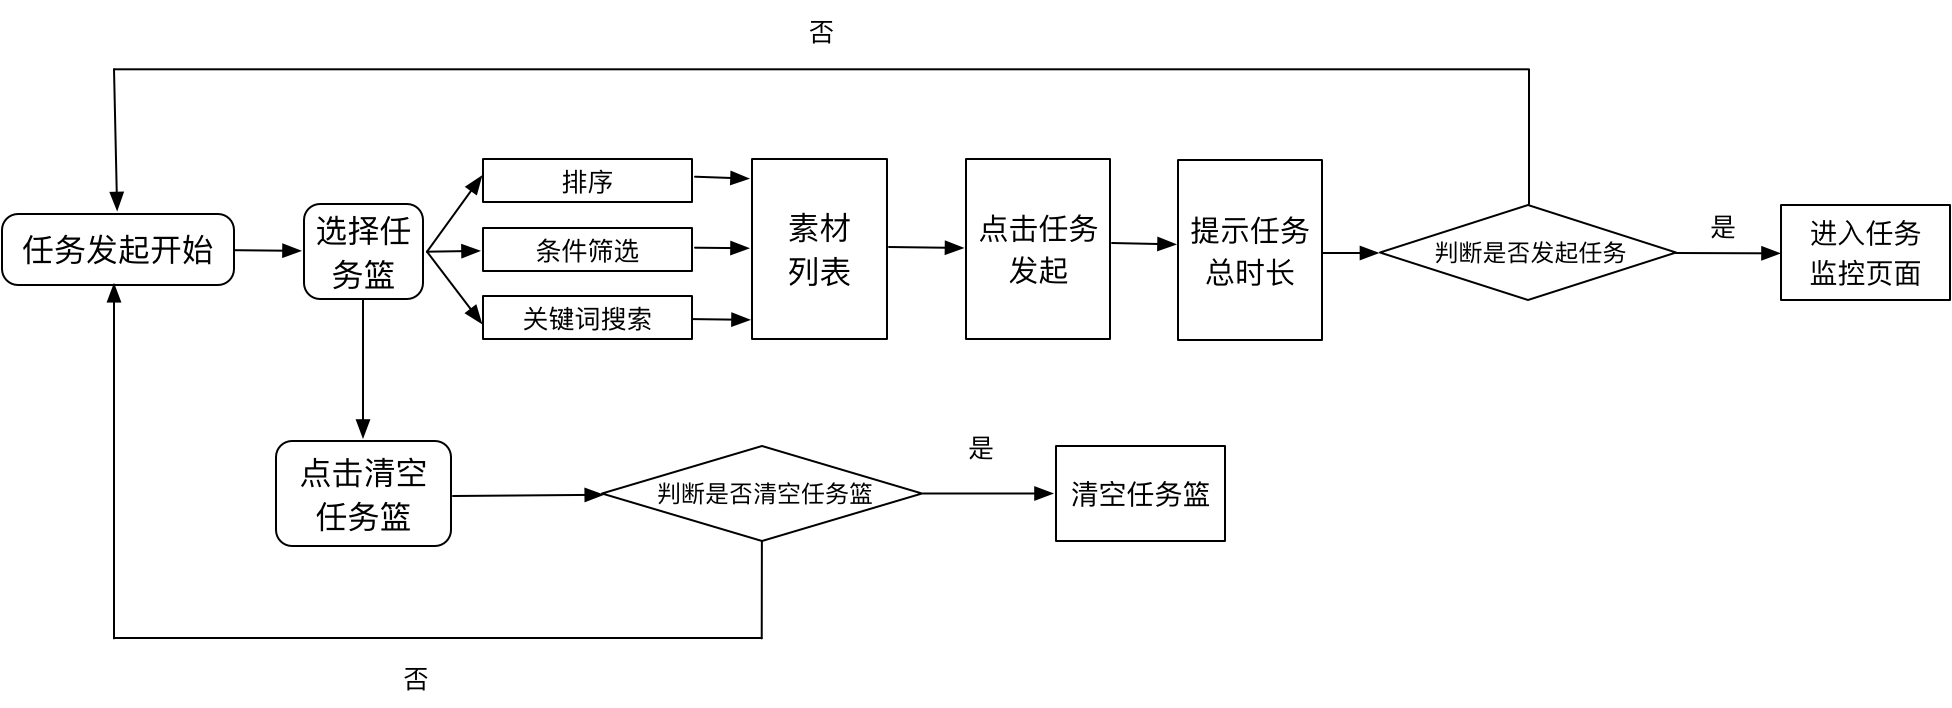 否
任务发起开始
选择任
务篮
排序
条件筛选
关键词搜索
素材
列表
点击任务
发起
提示任务
总时长
判断是否发起任务
是
进入任务
监控页面
点击清空
任务篮
判断是否清空任务篮
是
清空任务篮
否